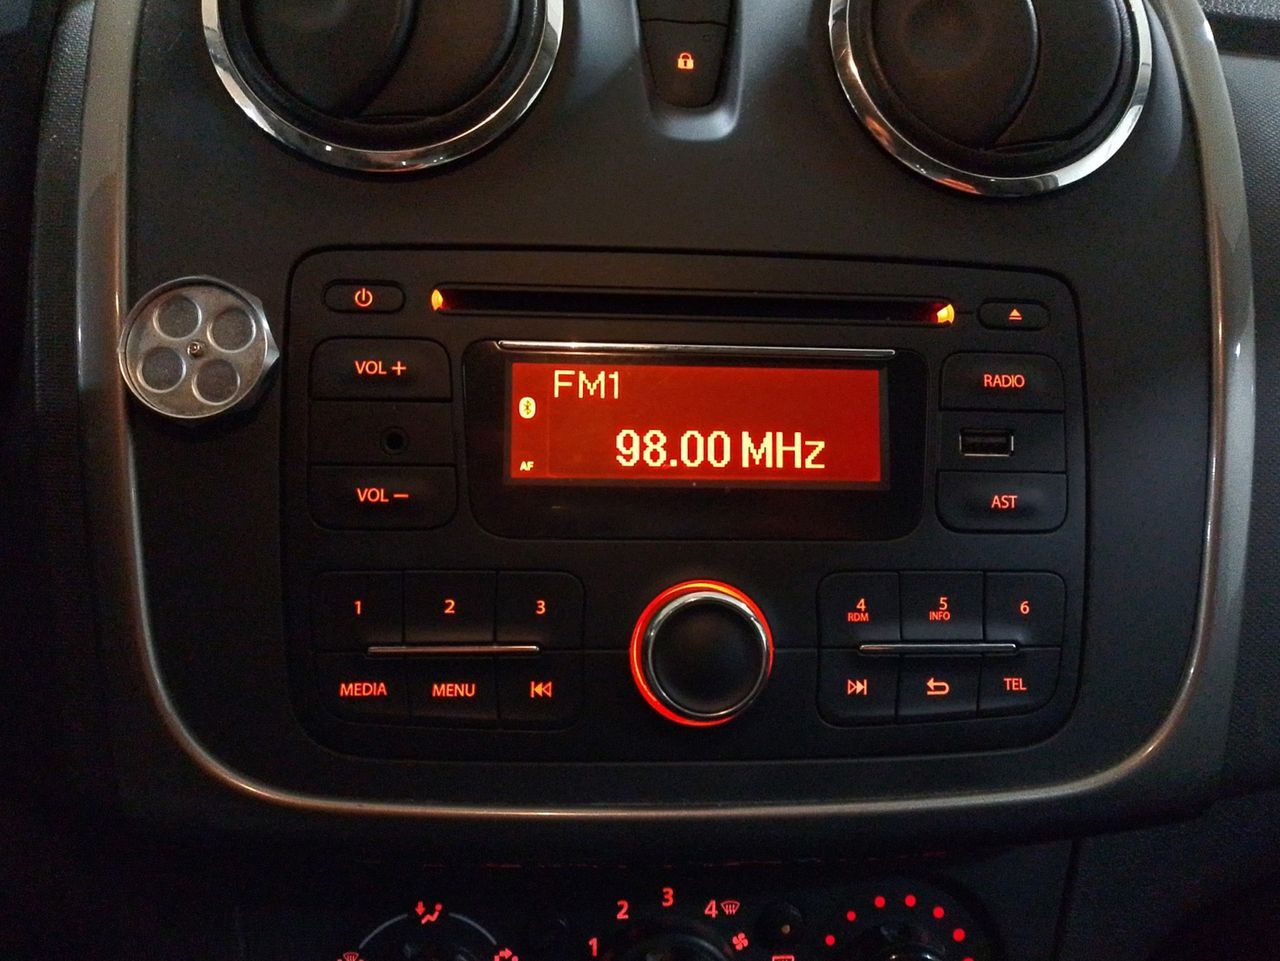 VOL +
VOL –
FM1
AF
98.00 MHz
RADIO
AST
1 2 3
4 5 6
RDM INFO
MEDIA MENU
TEL
1 2 3 4